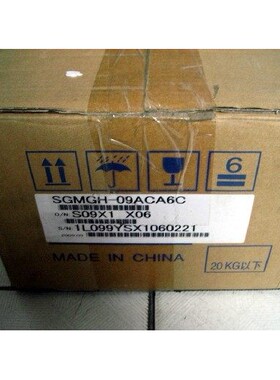 6
SGMGH-09ACA6C
O/N S09X1 X06
S/N 1L099YSX1060221
MADE IN CHINA
20KG以下